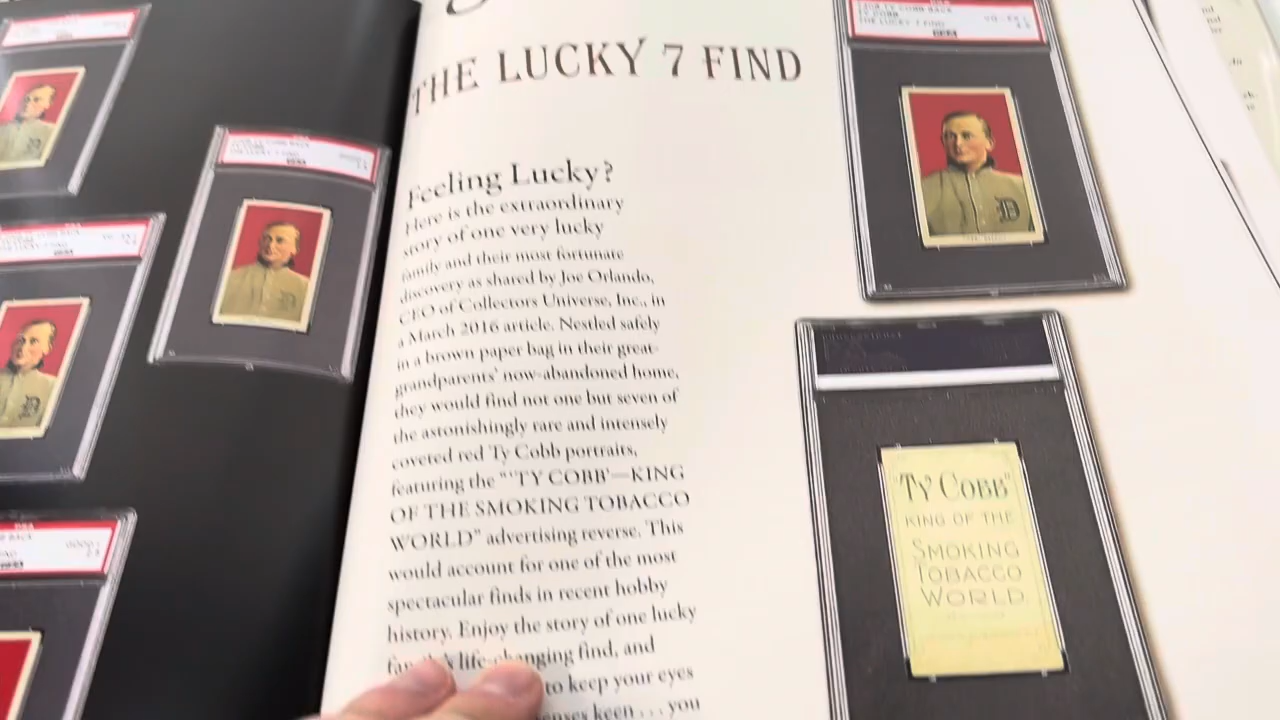 THE LUCKY 7 FIND
Feeling Lucky?
Here is the extraordinary
story of one very lucky
family and their most fortunate
discovery as shared by Joe Orlando,
CEO of Collectors Universe, Inc., in
a March 2016 article. Nestled safely
in a brown paper bag in their great-
grandparents' now-abandoned home,
they would find not one but seven of
the astonishingly rare and intensely
coveted red Ty Cobb portraits,
featuring the "'TY COBB'—KING
OF THE SMOKING TOBACCO
WORLD" advertising reverse. This
would account for one of the most
spectacular finds in recent hobby
history. Enjoy the story of one lucky
life-changing find, and
to keep your eyes
keen . . . you
TY COBB
THE LUCKY 7 FIND
D
"TY COBB"
KING OF THE
SMOKING
TOBACCO
WORLD